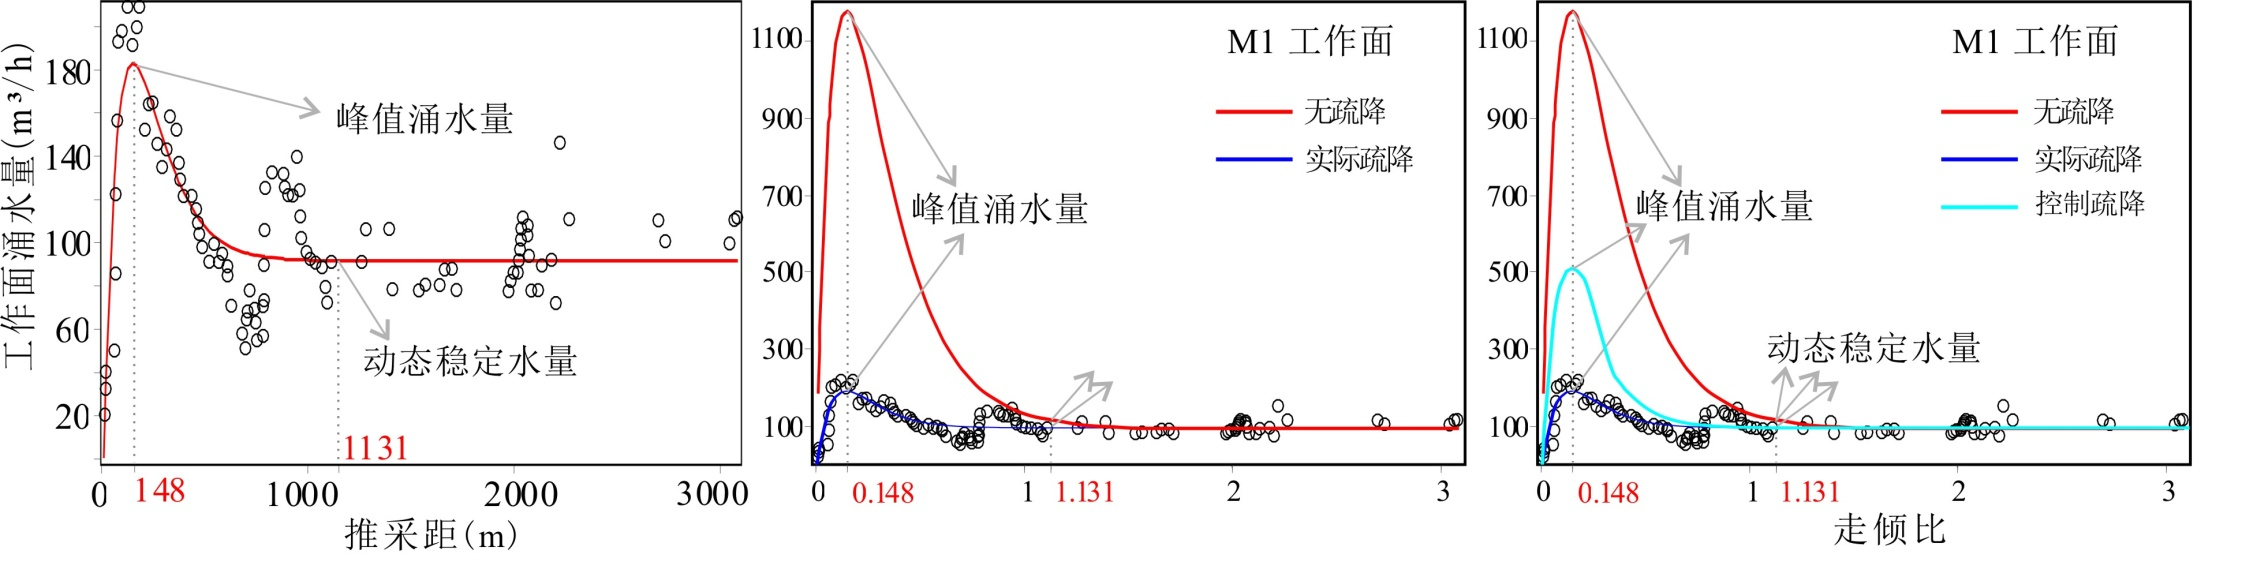 工作面涌水量(m³/h)
180
140
100
60
20
峰值涌水量
动态稳定水量
1131
0
148
1000
2000
3000
推采距(m)
1100
900
700
500
300
100
M1 工作面
无疏降
实际疏降
峰值涌水量
0
0.148
1
1.131
2
3
1100
900
700
500
300
100
M1 工作面
无疏降
实际疏降
控制疏降
峰值涌水量
动态稳定水量
0
0.148
1
1.131
2
3
走倾比